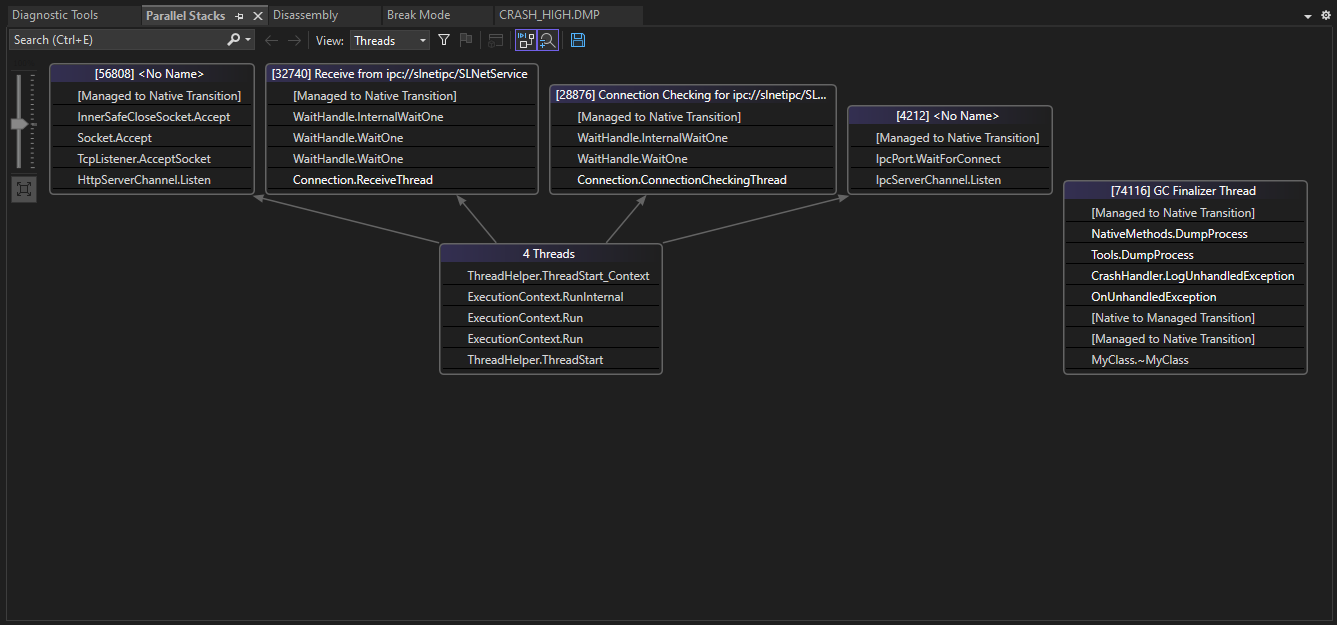 Diagnostic Tools
Parallel Stacks
Disassembly
Break Mode
CRASH_HIGH.DMP
Search (Ctrl+E)
View:
Threads
[56808] <No Name>
[Managed to Native Transition]
InnerSafeCloseSocket.Accept
Socket.Accept
TcpListener.AcceptSocket
HttpServerChannel.Listen
[32740] Receive from ipc://slnetipc/SLNetService
[Managed to Native Transition]
WaitHandle.InternalWaitOne
WaitHandle.WaitOne
WaitHandle.WaitOne
Connection.ReceiveThread
[28876] Connection Checking for ipc://slnetipc/SL...
[Managed to Native Transition]
WaitHandle.InternalWaitOne
WaitHandle.WaitOne
Connection.ConnectionCheckingThread
[4212] <No Name>
[Managed to Native Transition]
IpcPort.WaitForConnect
IpcServerChannel.Listen
[74116] GC Finalizer Thread
[Managed to Native Transition]
NativeMethods.DumpProcess
Tools.DumpProcess
CrashHandler.LogUnhandledException
OnUnhandledException
[Native to Managed Transition]
[Managed to Native Transition]
MyClass.~MyClass
4 Threads
ThreadHelper.ThreadStart_Context
ExecutionContext.RunInternal
ExecutionContext.Run
ExecutionContext.Run
ThreadHelper.ThreadStart